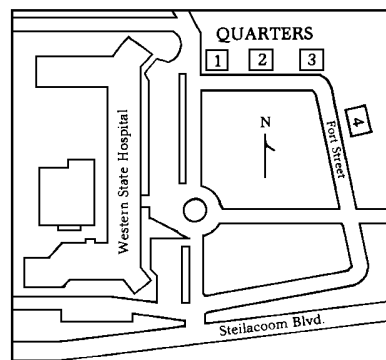 QUARTERS
1 2 3
4
N
Fort Street
Western State Hospital
Steilacoom Blvd.